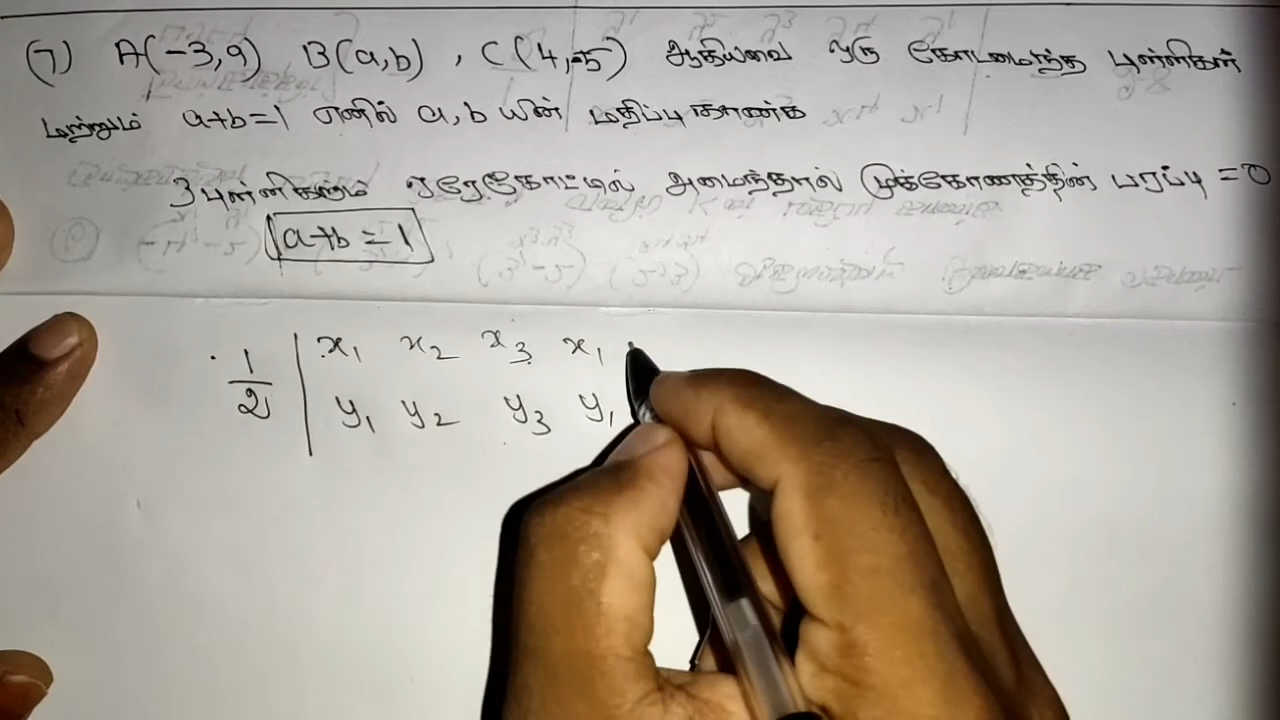 (7) A(-3,9) B(a,b), C(4,-5) ஆகியவை ஒரு கோடமைந்த புள்ளிகள்
மற்றும் a+b=1 எனில் a,b யின் மதிப்பு காண்க
3 புள்ளிகளும் ஒரே கோட்டில் அமைந்தால் முக்கோணத்தின் பரப்பு = 0
a+b=1
1/2 | x₁ x₂ x₃ x₁
y₁ y₂ y₃ y₁